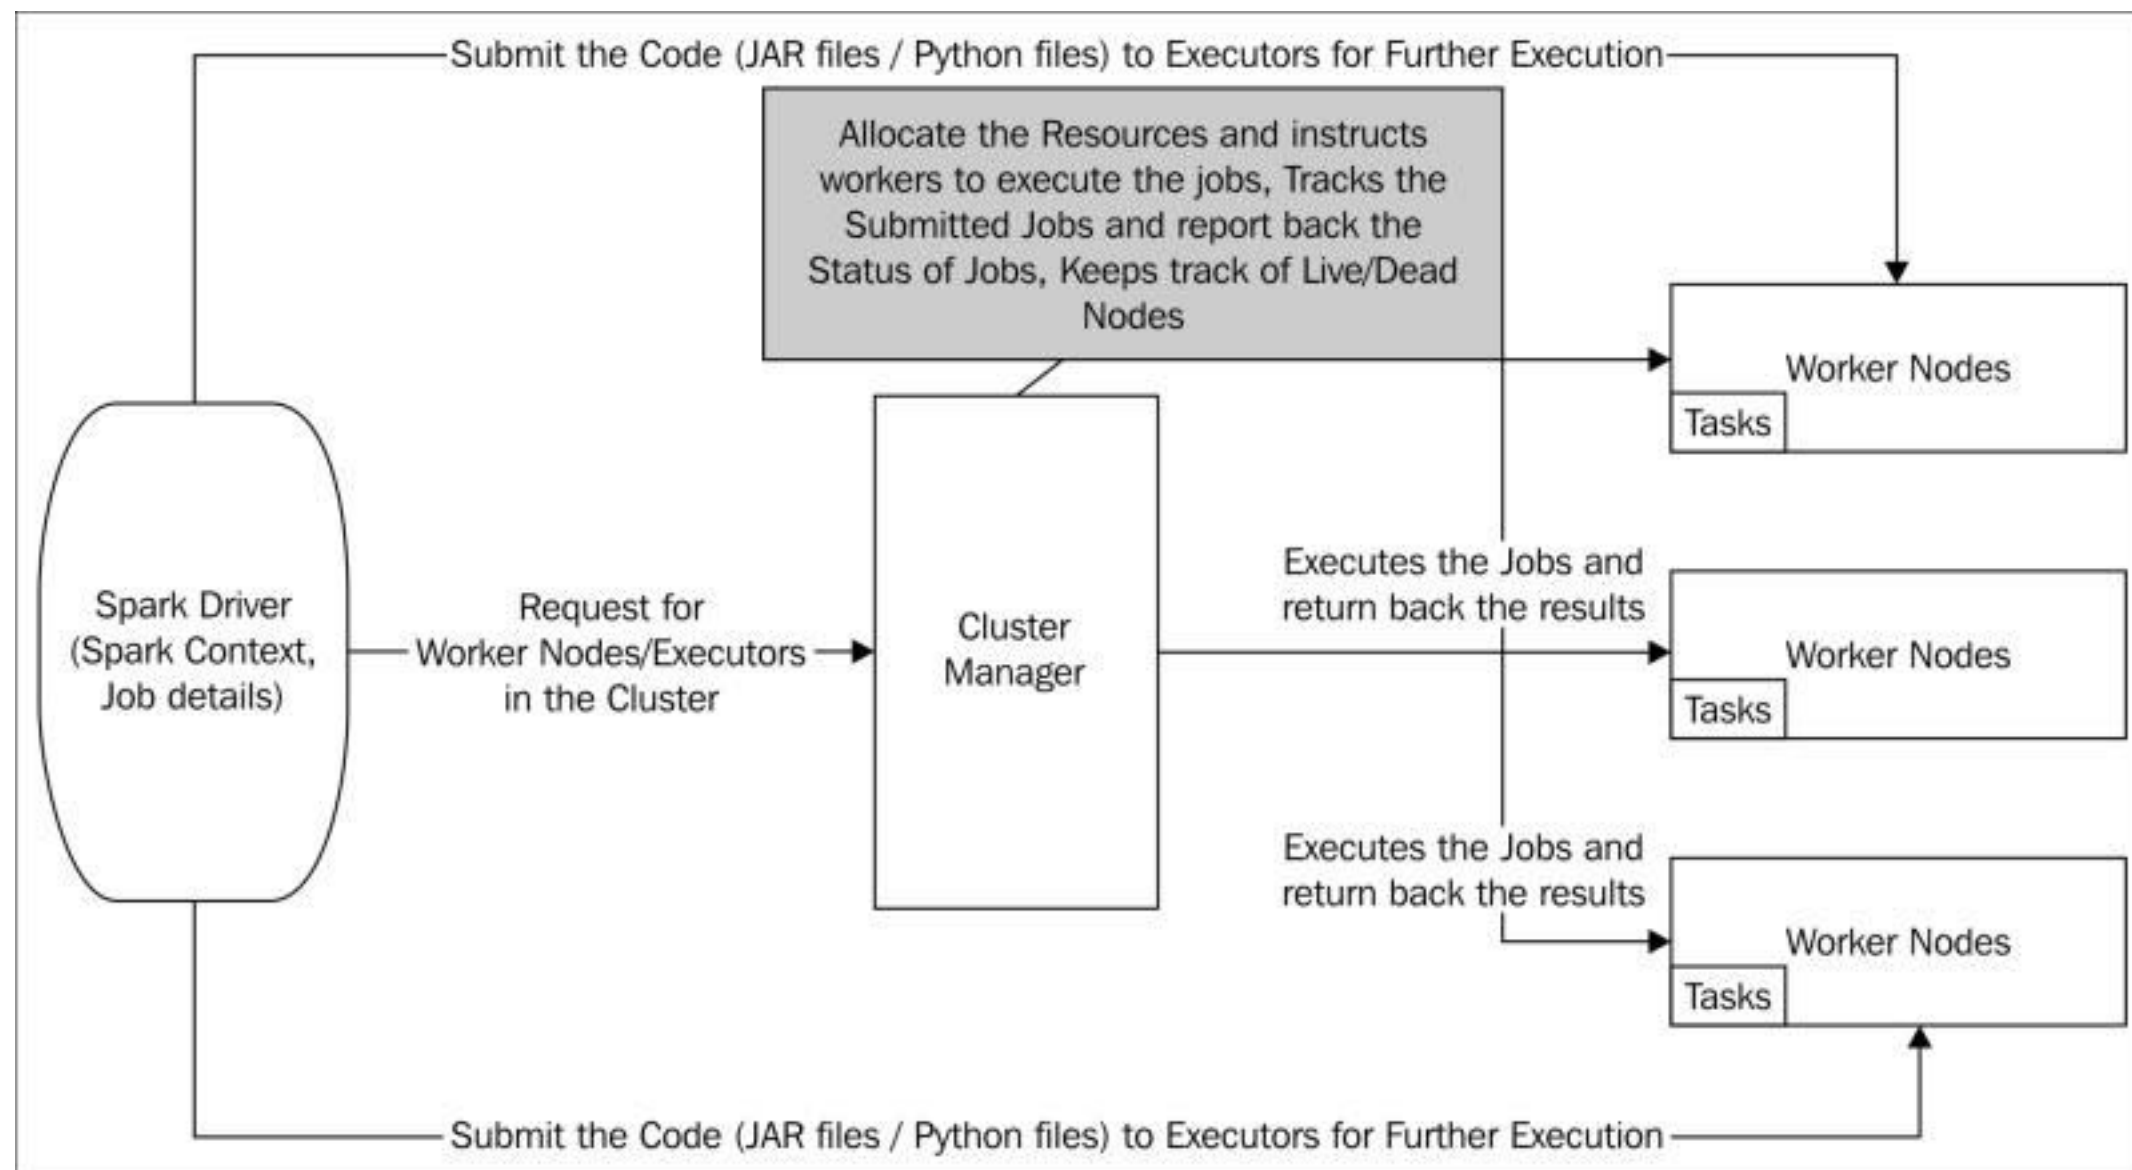 Submit the Code (JAR files / Python files) to Executors for Further Execution
Allocate the Resources and instructs
workers to execute the jobs, Tracks the
Submitted Jobs and report back the
Status of Jobs, Keeps track of Live/Dead
Nodes
Worker Nodes
Tasks
Spark Driver
(Spark Context,
Job details)
Request for
Worker Nodes/Executors
in the Cluster
Cluster
Manager
Executes the Jobs and
return back the results
Worker Nodes
Tasks
Executes the Jobs and
return back the results
Worker Nodes
Tasks
Submit the Code (JAR files / Python files) to Executors for Further Execution